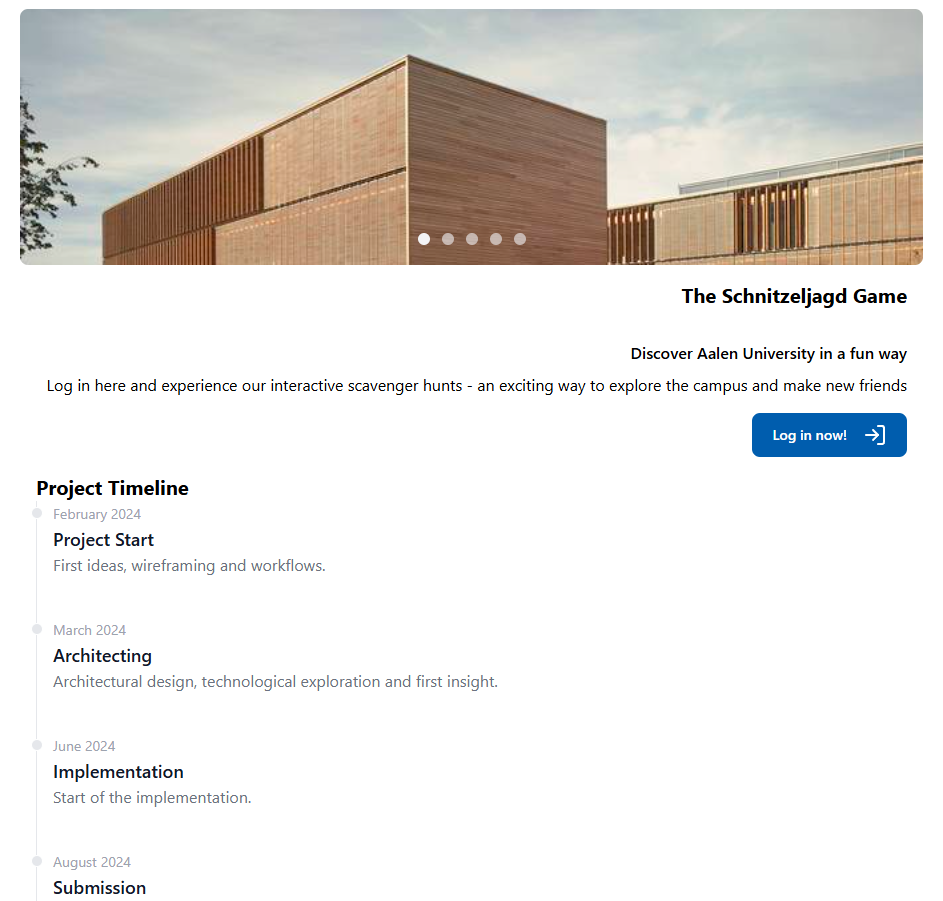 The Schnitzeljagd Game
Discover Aalen University in a fun way
Log in here and experience our interactive scavenger hunts - an exciting way to explore the campus and make new friends
Log in now!
Project Timeline
February 2024
Project Start
First ideas, wireframing and workflows.
March 2024
Architecting
Architectural design, technological exploration and first insight.
June 2024
Implementation
Start of the implementation.
August 2024
Submission